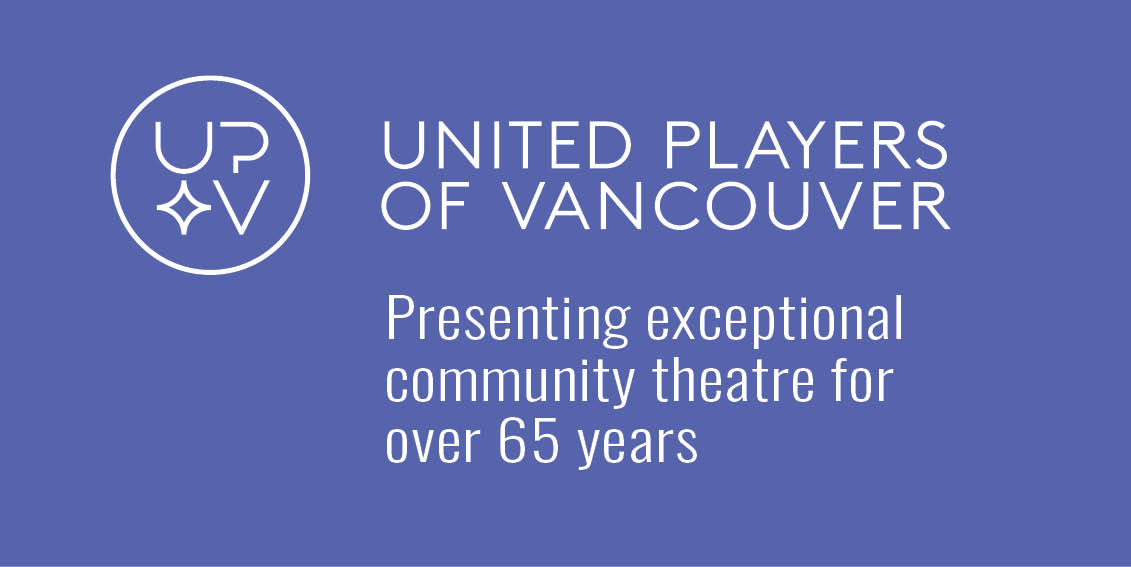 UP
V
UNITED PLAYERS
OF VANCOUVER
Presenting exceptional
community theatre for
over 65 years